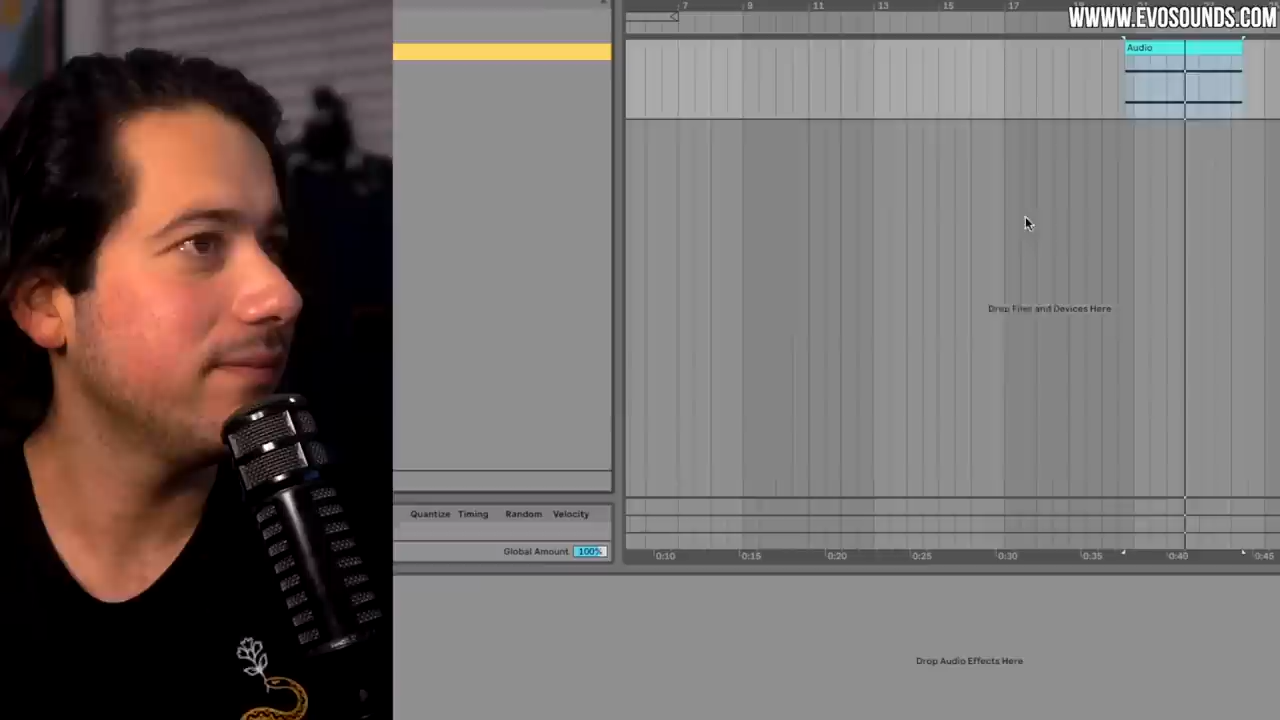 7 9 11 13 15 17
WWW.EVOSOUNDS.COM
Audio
Drop Files and Devices Here
Quantize Timing Random Velocity
Global Amount 100%
0:10 0:15 0:20 0:25 0:30 0:35 0:40 0:45
Drop Audio Effects Here